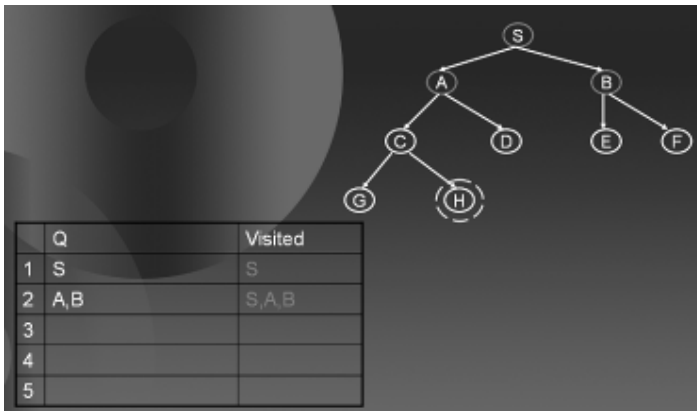 S
A B
C D E F
G H
Q Visited
1 S S
2 A,B S,A,B
3
4
5